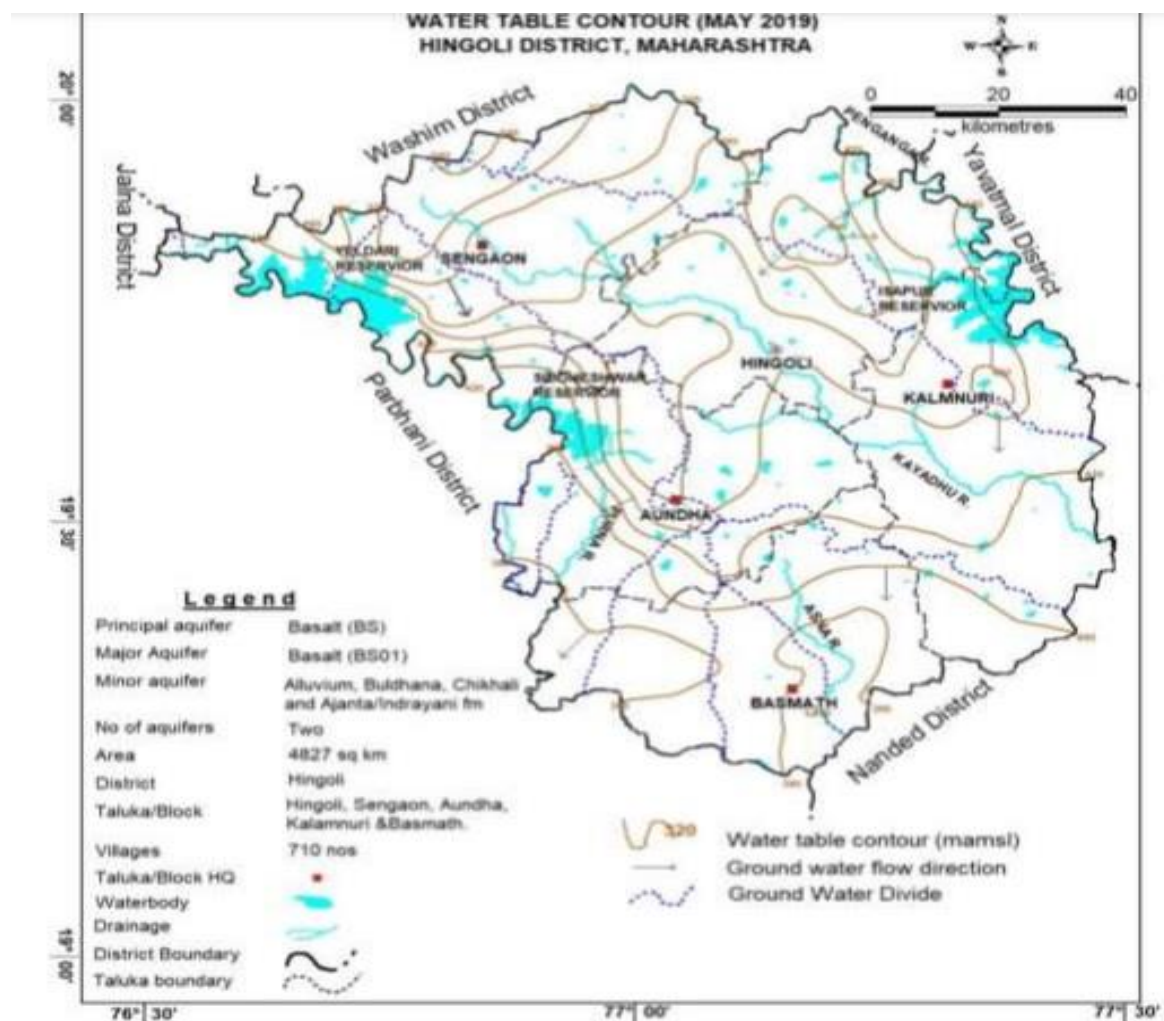 WATER TABLE CONTOUR (MAY 2019)
HINGOLI DISTRICT, MAHARASHTRA
N
W E
S
0 20 40
kilometres
20° 00'
19° 30'
19° 00'
76° 30'
77° 00'
77° 30'
Washim District
Jalna District
Yavatmal District
Parbhani District
Nanded District
PENGANGA R.
YELDARI
RESERVIOR
SENGAON
ISAPUR
RESERVIOR
HINGOLI
SIDDHESHWAR
RESERVIOR
KALMNURI
KAYADHU R.
AUNDHA
PURNA R.
ASNA R.
BASMATH
Legend
Principal aquifer Basalt (BS)
Major Aquifer Basalt (BS01)
Minor aquifer Alluvium, Buldhana, Chikhali
and Ajanta/Indrayani fm
No of aquifers Two
Area 4827 sq km
District Hingoli
Taluka/Block Hingoli, Sengaon, Aundha,
Kalamnuri &Basmath.
Villages 710 nos
Taluka/Block HQ
Waterbody
Drainage
District Boundary
Taluka boundary
320 Water table contour (mamsl)
Ground water flow direction
Ground Water Divide